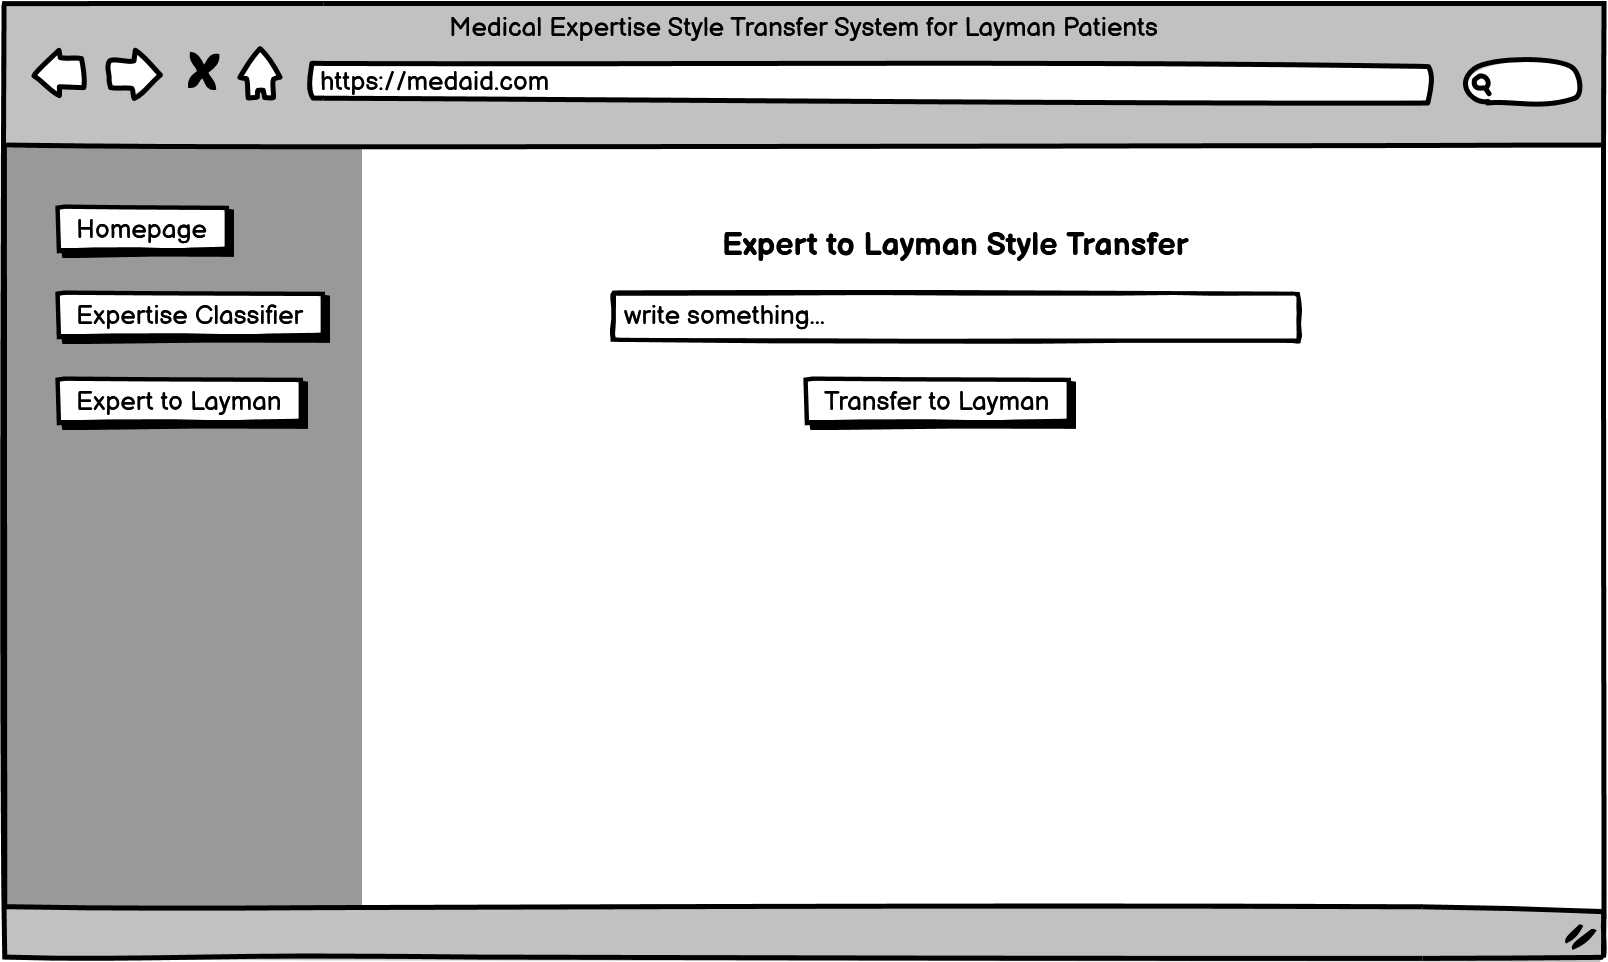 Medical Expertise Style Transfer System for Layman Patients
https://medaid.com
Homepage
Expertise Classifier
Expert to Layman
Expert to Layman Style Transfer
write something...
Transfer to Layman